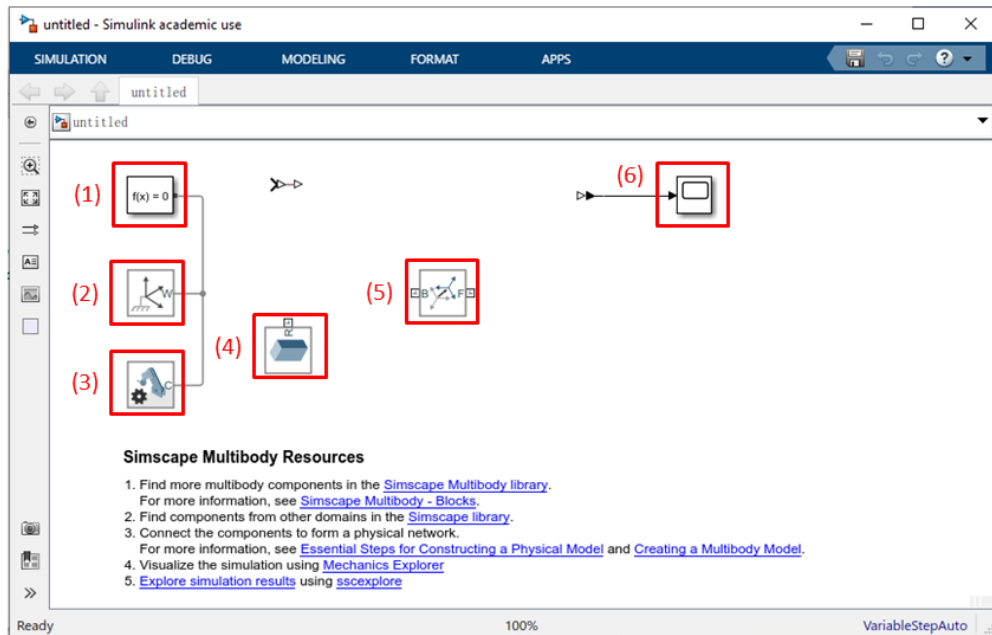 untitled - Simulink academic use
SIMULATION DEBUG MODELING FORMAT APPS
untitled
untitled
(1) f(x) = 0
(6)
(2) W
(5) B F
(4) R
(3) C
Simscape Multibody Resources
1. Find more multibody components in the Simscape Multibody library.
For more information, see Simscape Multibody - Blocks.
2. Find components from other domains in the Simscape library.
3. Connect the components to form a physical network.
For more information, see Essential Steps for Constructing a Physical Model and Creating a Multibody Model.
4. Visualize the simulation using Mechanics Explorer
5. Explore simulation results using sscexplore
Ready 100% VariableStepAuto